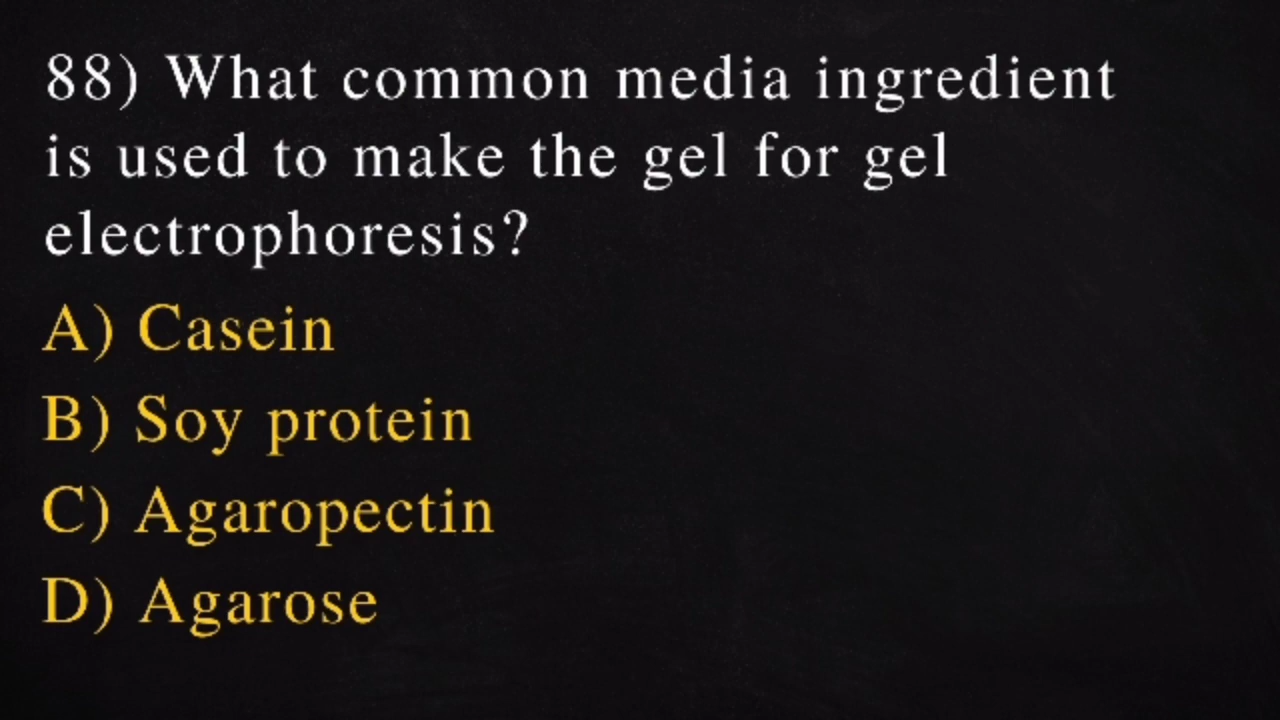 88) What common media ingredient
is used to make the gel for gel
electrophoresis?
A) Casein
B) Soy protein
C) Agaropectin
D) Agarose